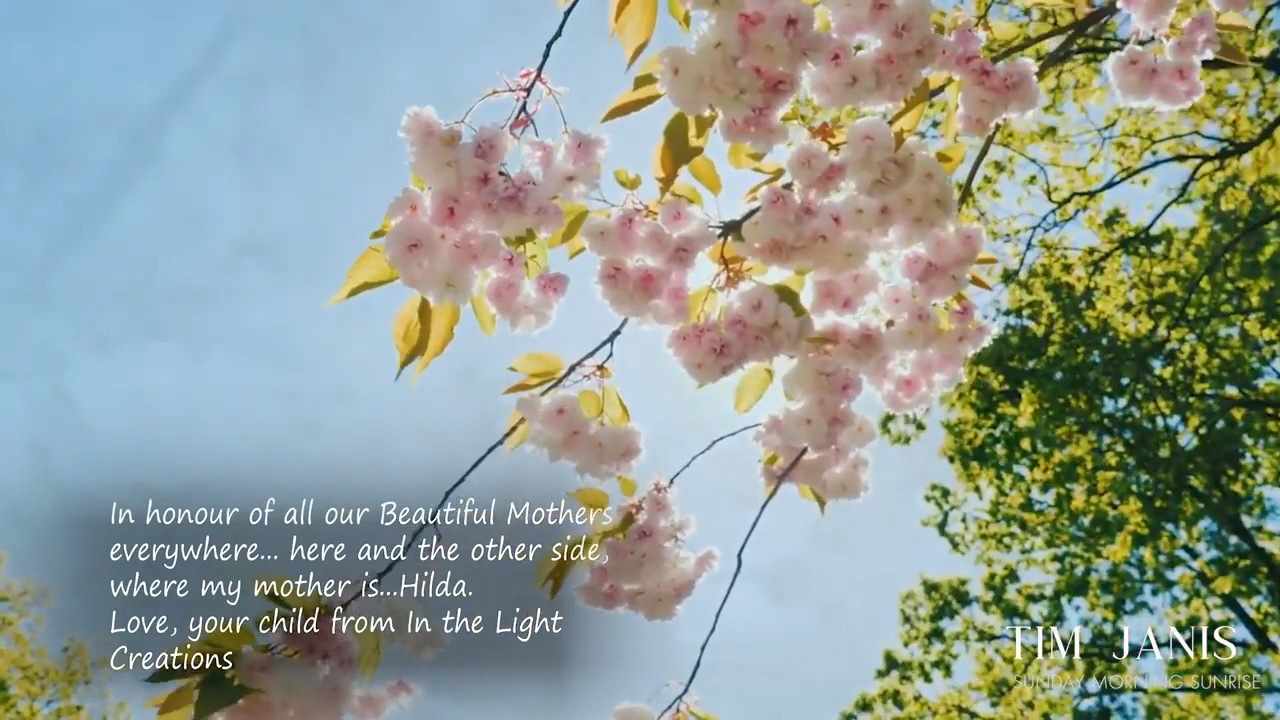 In honour of all our Beautiful Mothers
everywhere... here and the other side,
where my mother is...Hilda.
Love, your child from In the Light
Creations
TIM JANIS
SUNDAY MORNING SUNRISE